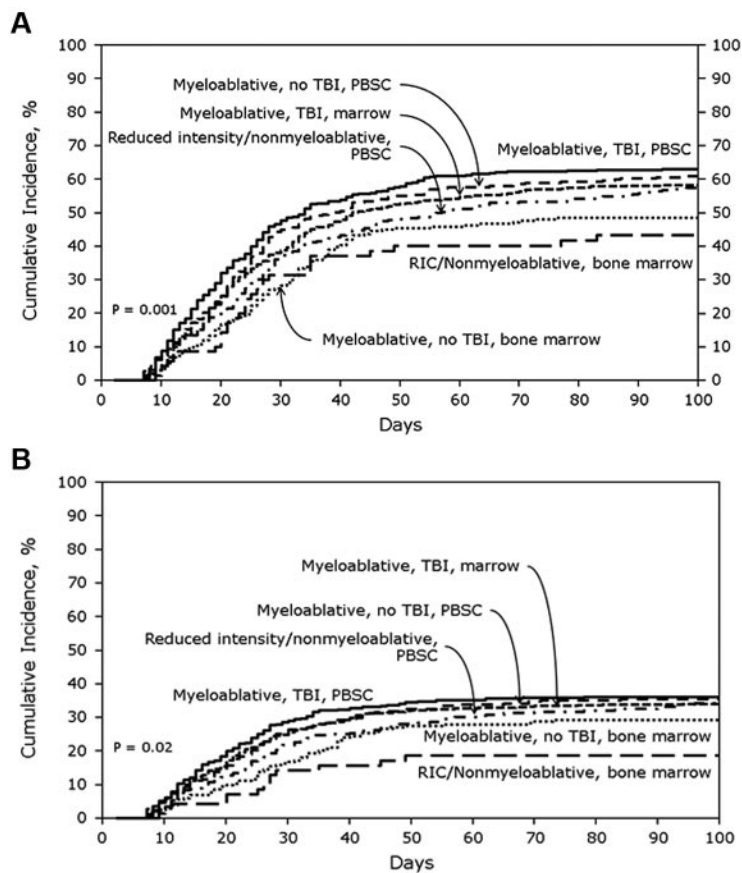 A
100
90
80
70
60
50
40
30
20
10
0
Cumulative Incidence, %
100
90
80
70
60
50
40
30
20
10
0
Myeloablative, no TBI, PBSC
Myeloablative, TBI, marrow
Reduced intensity/nonmyeloablative,
PBSC
Myeloablative, TBI, PBSC
RIC/Nonmyeloablative, bone marrow
P = 0.001
Myeloablative, no TBI, bone marrow
0 10 20 30 40 50 60 70 80 90 100
Days
B
100
90
80
70
60
50
40
30
20
10
0
Cumulative Incidence, %
Myeloablative, TBI, marrow
Myeloablative, no TBI, PBSC
Reduced intensity/nonmyeloablative,
PBSC
Myeloablative, TBI, PBSC
P = 0.02
Myeloablative, no TBI, bone marrow
RIC/Nonmyeloablative, bone marrow
0 10 20 30 40 50 60 70 80 90 100
Days